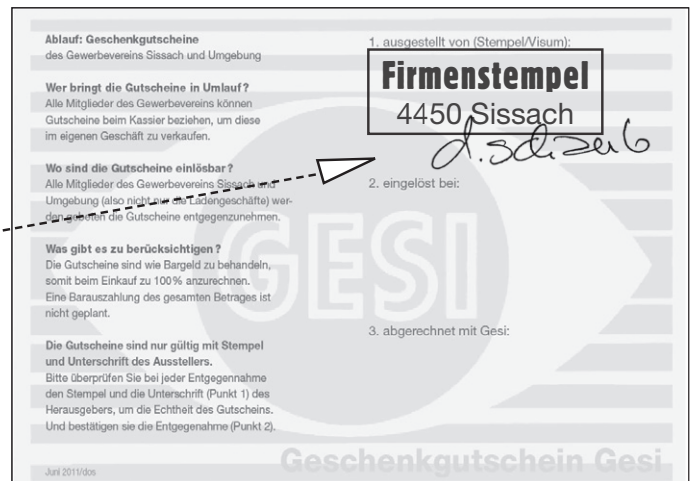 Ablauf: Geschenkgutscheine
des Gewerbevereins Sissach und Umgebung
Wer bringt die Gutscheine in Umlauf?
Alle Mitglieder des Gewerbevereins können
Gutscheine beim Kassier beziehen, um diese
im eigenen Geschäft zu verkaufen.
Wo sind die Gutscheine einlösbar?
Alle Mitglieder des Gewerbevereins Sissach und
Umgebung (also nicht nur die Ladengeschäfte) wer-
den gebeten die Gutscheine entgegenzunehmen.
Was gibt es zu berücksichtigen?
Die Gutscheine sind wie Bargeld zu behandeln,
somit beim Einkauf zu 100% anzurechnen.
Eine Barauszahlung des gesamten Betrages ist
nicht geplant.
Die Gutscheine sind nur gültig mit Stempel
und Unterschrift des Ausstellers.
Bitte überprüfen Sie bei jeder Entgegennahme
den Stempel und die Unterschrift (Punkt 1) des
Herausgebers, um die Echtheit des Gutscheins.
Und bestätigen sie die Entgegenahme (Punkt 2).
Juni 2011/dos
1. ausgestellt von (Stempel/Visum):
Firmenstempel
4450 Sissach
2. eingelöst bei:
3. abgerechnet mit Gesi:
GESI
Geschenkgutschein Gesi